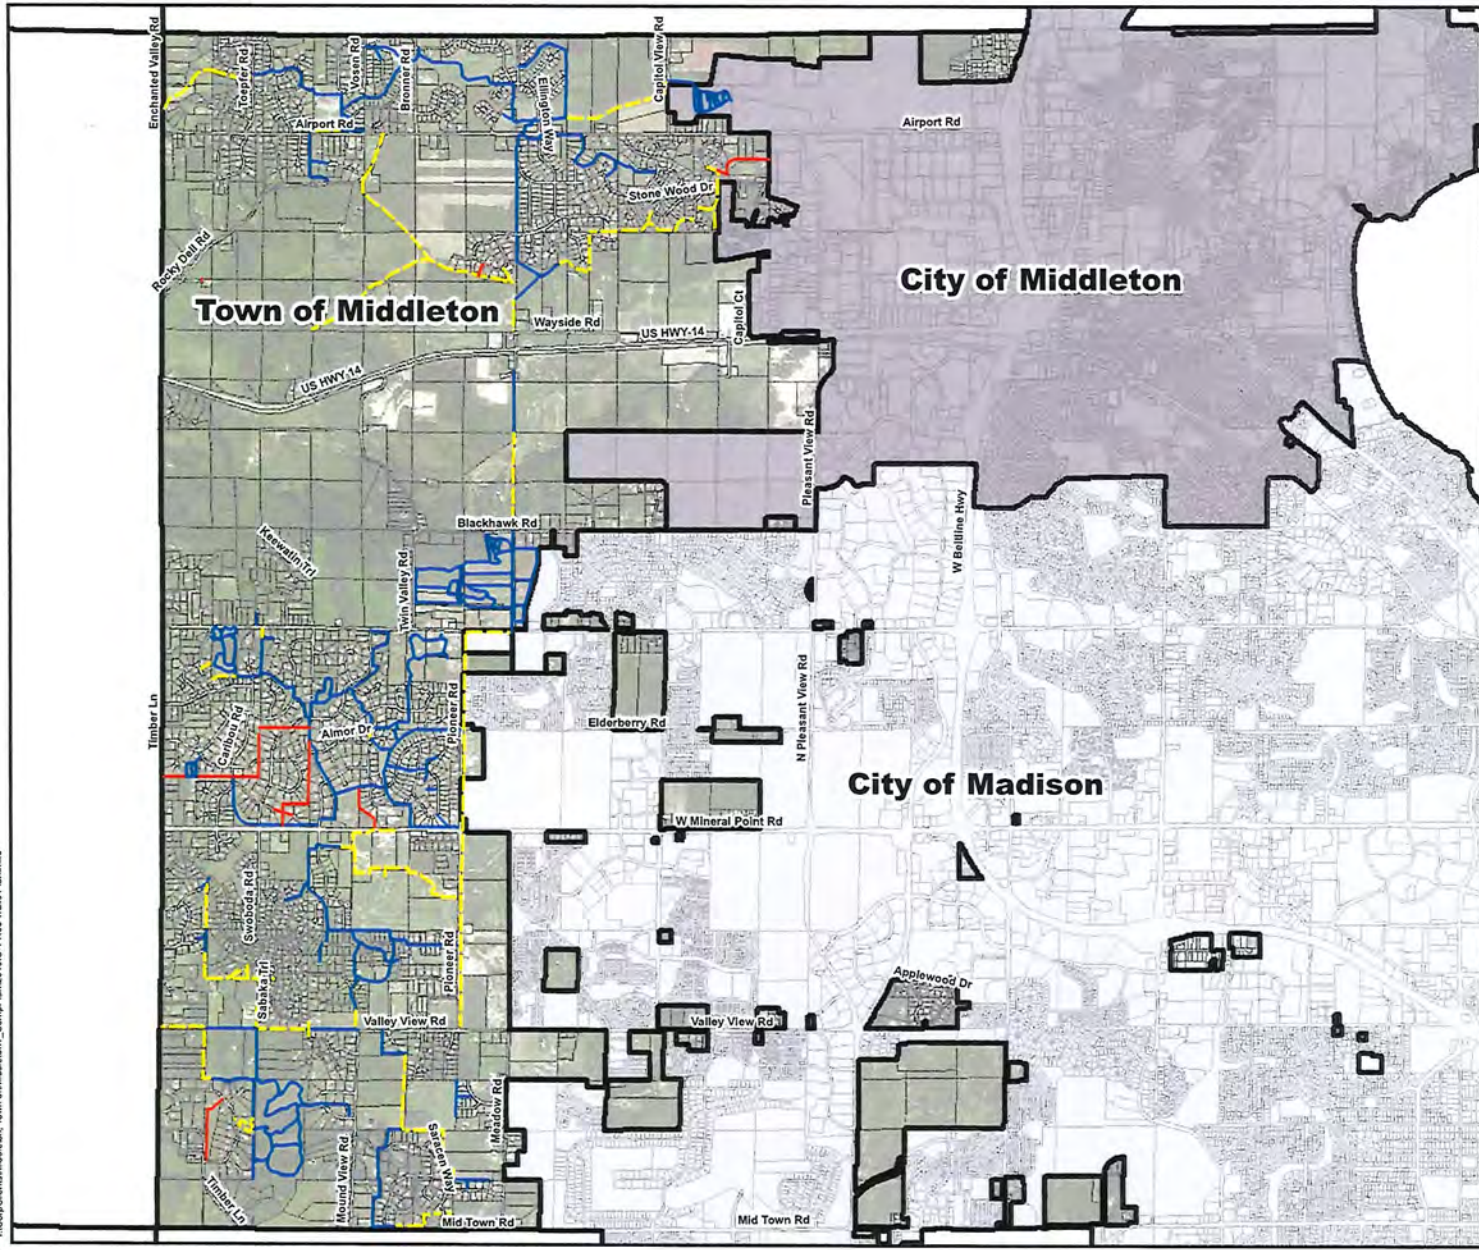 Enchanted Valley Rd
Toepfer Rd
Vosen Rd
Bronner Rd
Ellington Way
Capitol View Rd
Airport Rd
Airport Rd
Stone Wood Dr
Rocky Dell Rd
Town of Middleton
City of Middleton
Wayside Rd
US HWY-14
Capitol Ct
US HWY-14
Pleasant View Rd
Blackhawk Rd
W Beltline Hwy
Keewatin Trl
Twin Valley Rd
Timber Ln
Caribou Rd
Almor Dr
Pioneer Rd
Elderberry Rd
N Pleasant View Rd
City of Madison
W Mineral Point Rd
Swoboda Rd
Sabaka Trl
Pioneer Rd
Applewood Dr
Valley View Rd
Valley View Rd
Meadow Rd
Saracen Way
Mound View Rd
Timber Ln
Mid Town Rd
Mid Town Rd